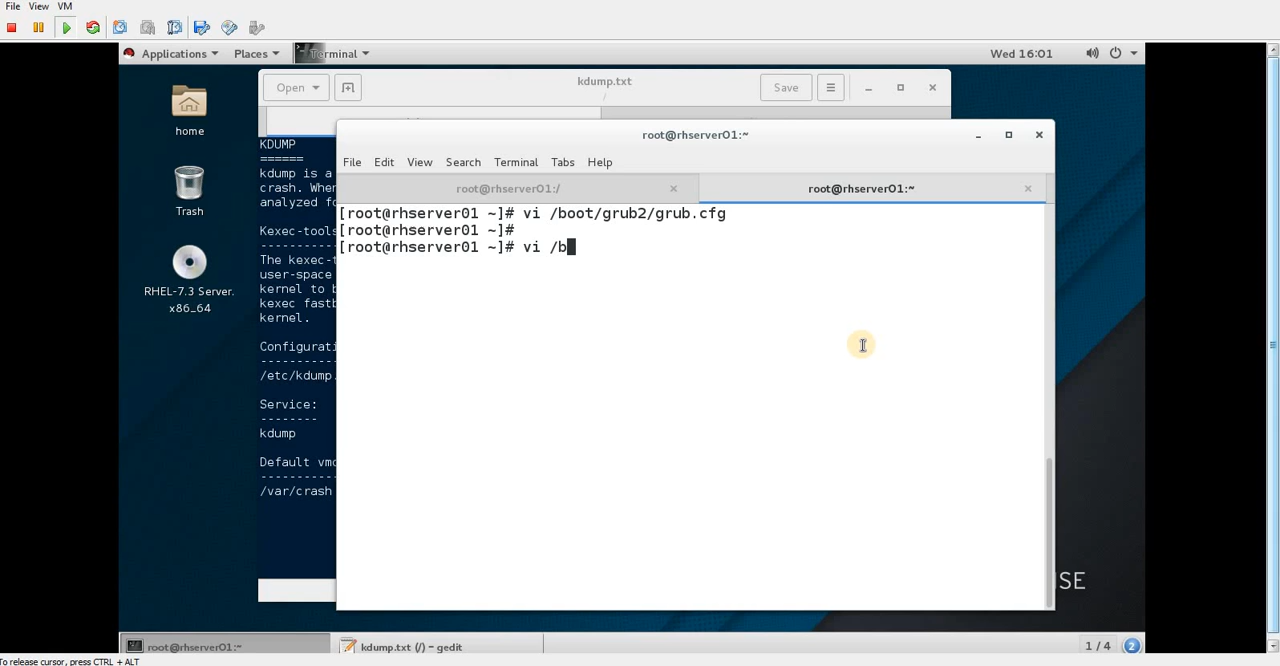 File View VM
Applications Places Terminal Wed 16:01
kdump.txt
Open Save
/
home
Trash
RHEL-7.3 Server.
x86_64
KDUMP
======
kdump is a
crash. When
analyzed fo
Kexec-tools
-----------
The kexec-t
user-space
kernel to b
kexec fastb
kernel.
Configurati
-----------
/etc/kdump.
Service:
--------
kdump
Default vmc
-----------
/var/crash
root@rhserver01:~
File Edit View Search Terminal Tabs Help
root@rhserver01:/ root@rhserver01:~
[root@rhserver01 ~]# vi /boot/grub2/grub.cfg
[root@rhserver01 ~]#
[root@rhserver01 ~]# vi /b
SE
root@rhserver01:~ kdump.txt (/) - gedit 1 / 4 2
To release cursor, press CTRL + ALT